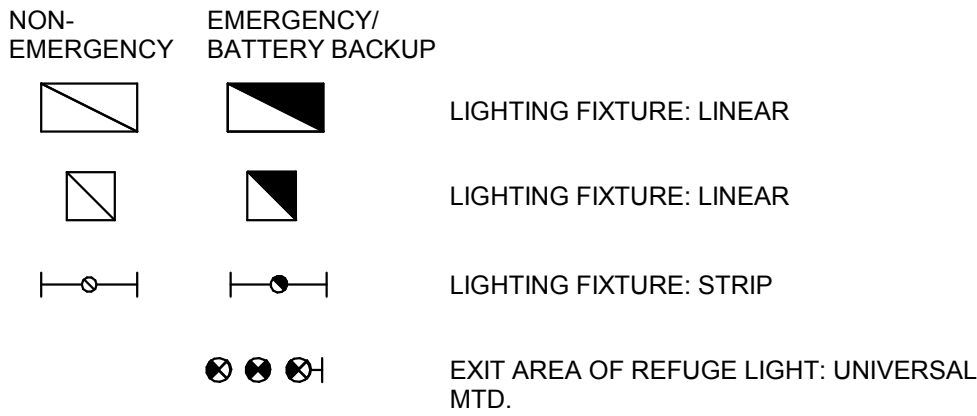 NON-
EMERGENCY
EMERGENCY/
BATTERY BACKUP
LIGHTING FIXTURE: LINEAR
LIGHTING FIXTURE: LINEAR
LIGHTING FIXTURE: STRIP
EXIT AREA OF REFUGE LIGHT: UNIVERSAL
MTD.